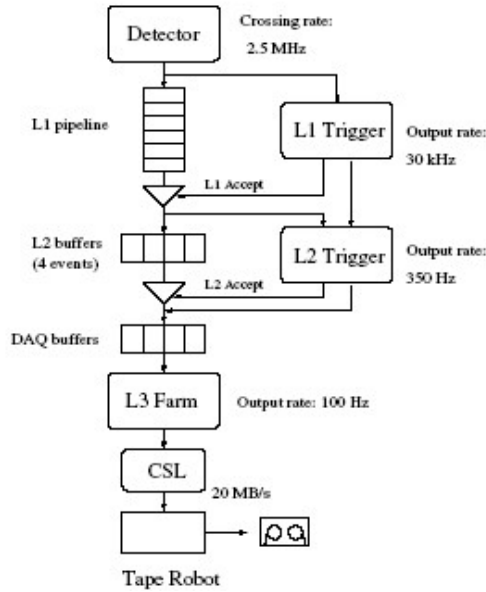 Detector
Crossing rate:
2.5 MHz
L1 pipeline
L1 Trigger
Output rate:
30 kHz
L1 Accept
L2 buffers
(4 events)
L2 Trigger
Output rate:
350 Hz
L2 Accept
DAQ buffers
L3 Farm
Output rate: 100 Hz
CSL
20 MB/s
Tape Robot